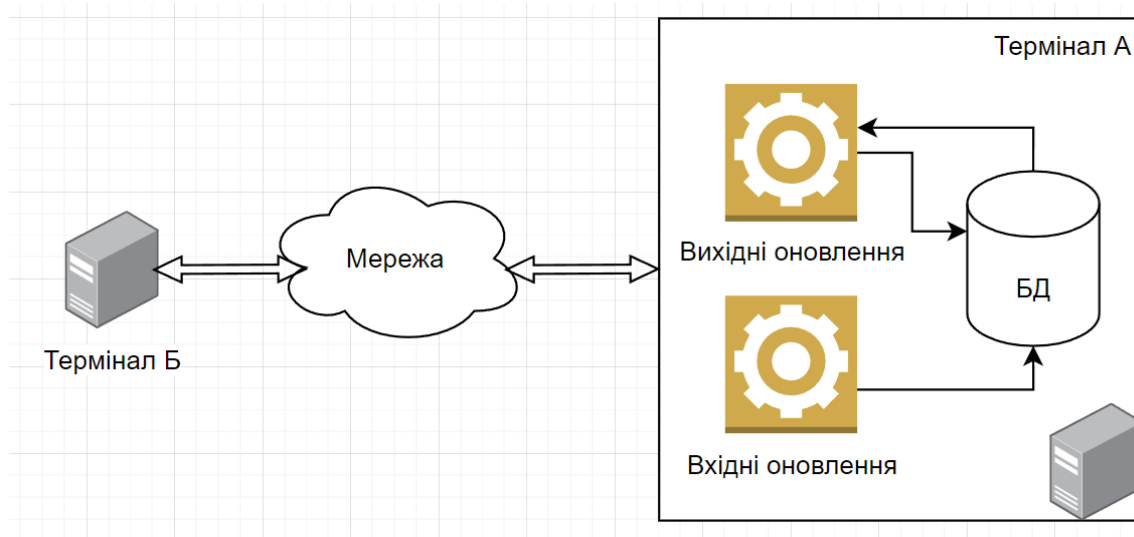 Термінал А
Вихідні оновлення
Мережа
БД
Термінал Б
Вхідні оновлення